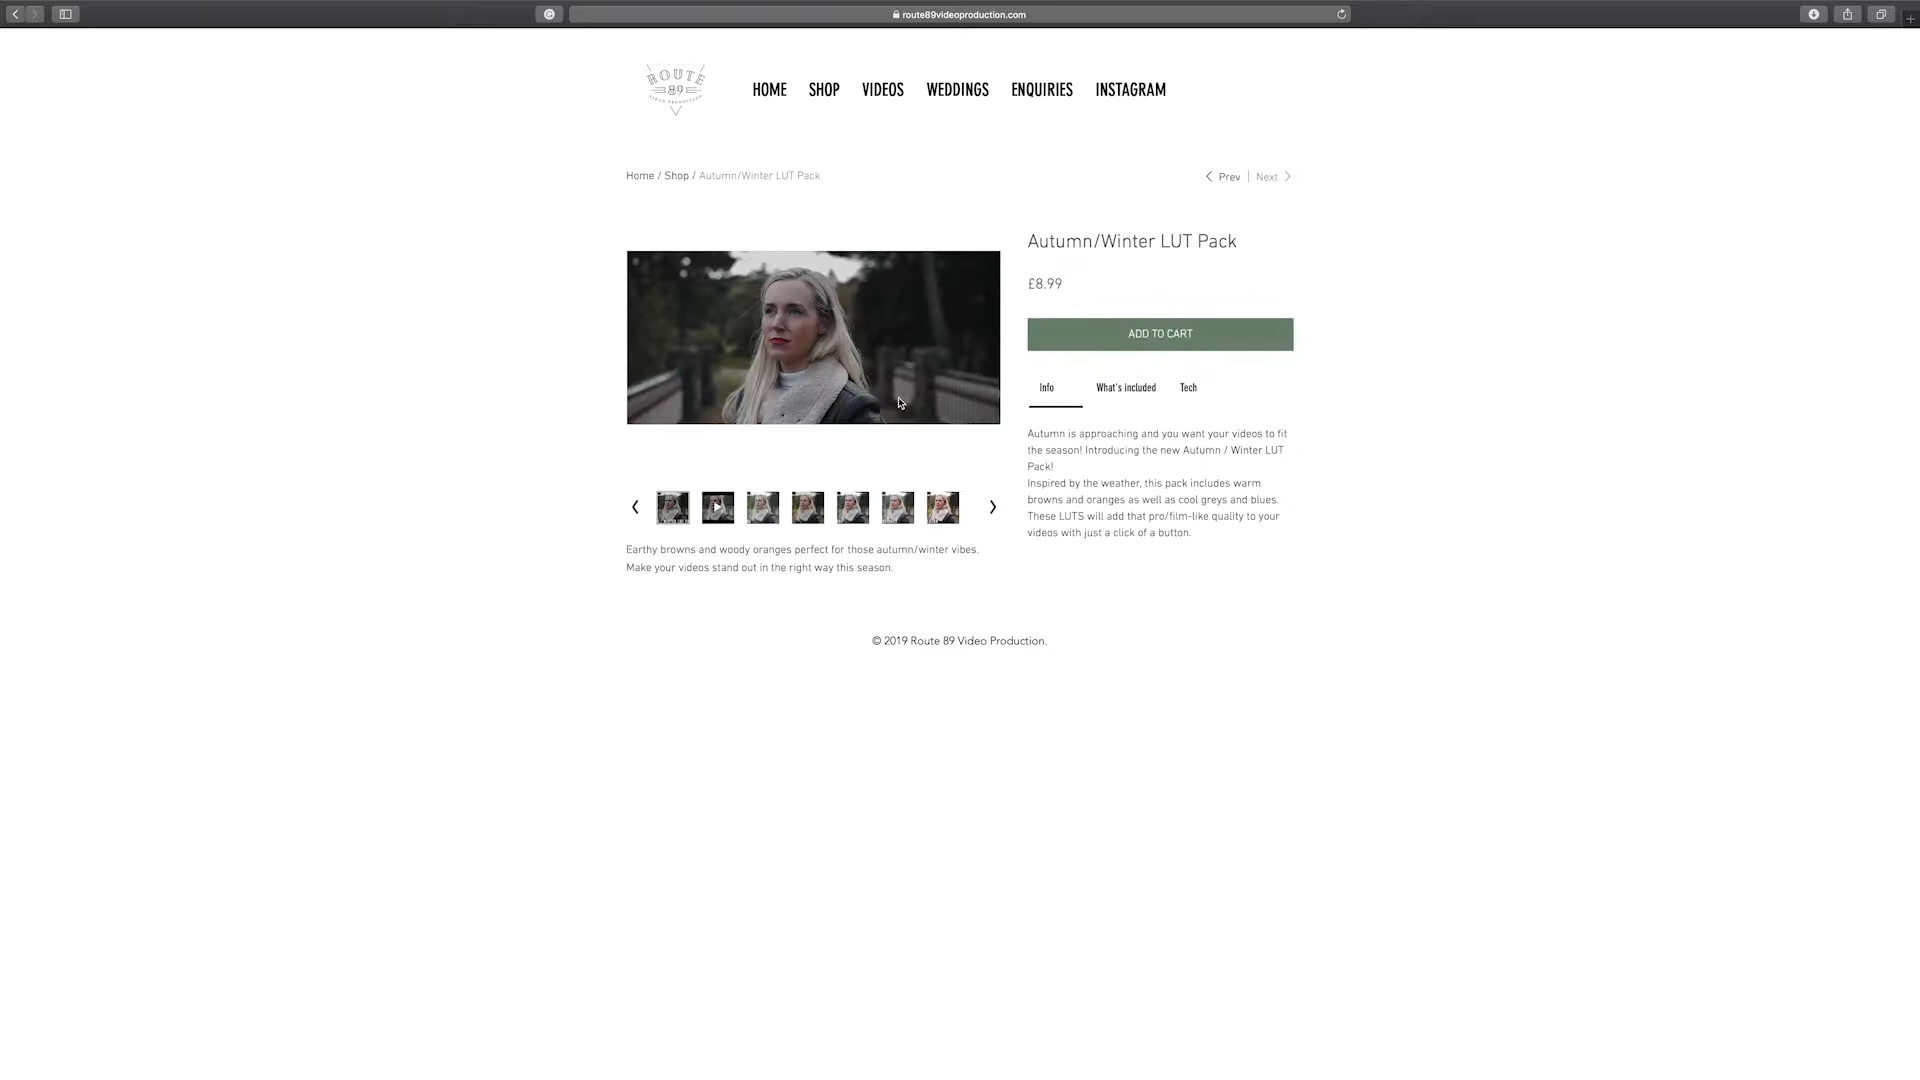 route89videoproduction.com
ROUTE
89
VIDEO PRODUCTION
HOME SHOP VIDEOS WEDDINGS ENQUIRIES INSTAGRAM
Home / Shop / Autumn/Winter LUT Pack
Prev | Next
Autumn/Winter LUT Pack
£8.99
ADD TO CART
Info What's included Tech
Autumn is approaching and you want your videos to fit
the season! Introducing the new Autumn / Winter LUT
Pack!
Inspired by the weather, this pack includes warm
browns and oranges as well as cool greys and blues.
These LUTS will add that pro/film-like quality to your
videos with just a click of a button.
Earthy browns and woody oranges perfect for those autumn/winter vibes.
Make your videos stand out in the right way this season.
© 2019 Route 89 Video Production.